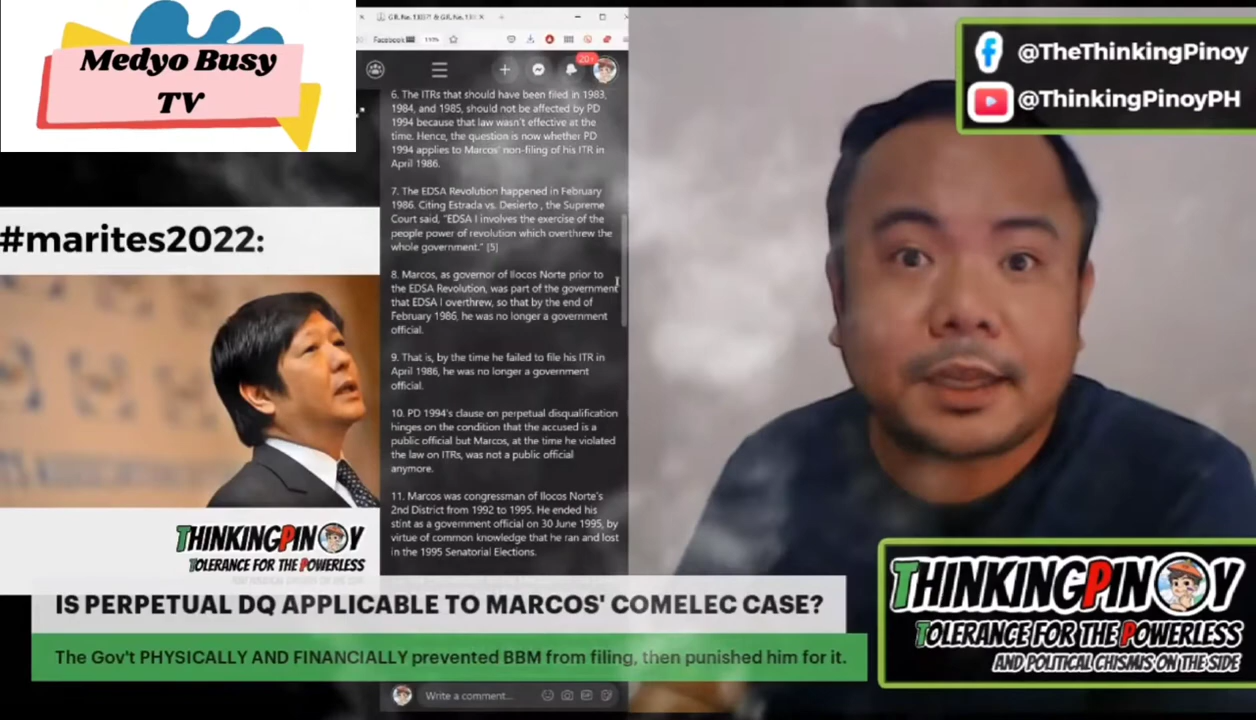 Medyo Busy
TV
G.R. No. 130371 & G.R. No. 130
Facebook
110%
20+
@TheThinkingPinoy
@ThinkingPinoyPH
#marites2022:
6. The ITRs that should have been filed in 1983,
1984, and 1985, should not be affected by PD
1994 because that law wasn't effective at the
time. Hence, the question is now whether PD
1994 applies to Marcos' non-filing of his ITR in
April 1986.
7. The EDSA Revolution happened in February
1986. Citing Estrada vs. Desierto , the Supreme
Court said, "EDSA I involves the exercise of the
people power of revolution which overthrew the
whole government." [5]
8. Marcos, as governor of Ilocos Norte prior to
the EDSA Revolution, was part of the government
that EDSA I overthrew, so that by the end of
February 1986, he was no longer a government
official.
9. That is, by the time he failed to file his ITR in
April 1986, he was no longer a government
official.
10. PD 1994's clause on perpetual disqualification
hinges on the condition that the accused is a
public official but Marcos, at the time he violated
the law on ITRs, was not a public official
anymore.
11. Marcos was congressman of Ilocos Norte's
2nd District from 1992 to 1995. He ended his
stint as a government official on 30 June 1995, by
virtue of common knowledge that he ran and lost
in the 1995 Senatorial Elections.
THINKINGPINOY
TOLERANCE FOR THE POWERLESS
IS PERPETUAL DQ APPLICABLE TO MARCOS' COMELEC CASE?
The Gov't PHYSICALLY AND FINANCIALLY prevented BBM from filing, then punished him for it.
Write a comment...
THINKINGPINOY
TOLERANCE FOR THE POWERLESS
AND POLITICAL CHISMIS ON THE SIDE